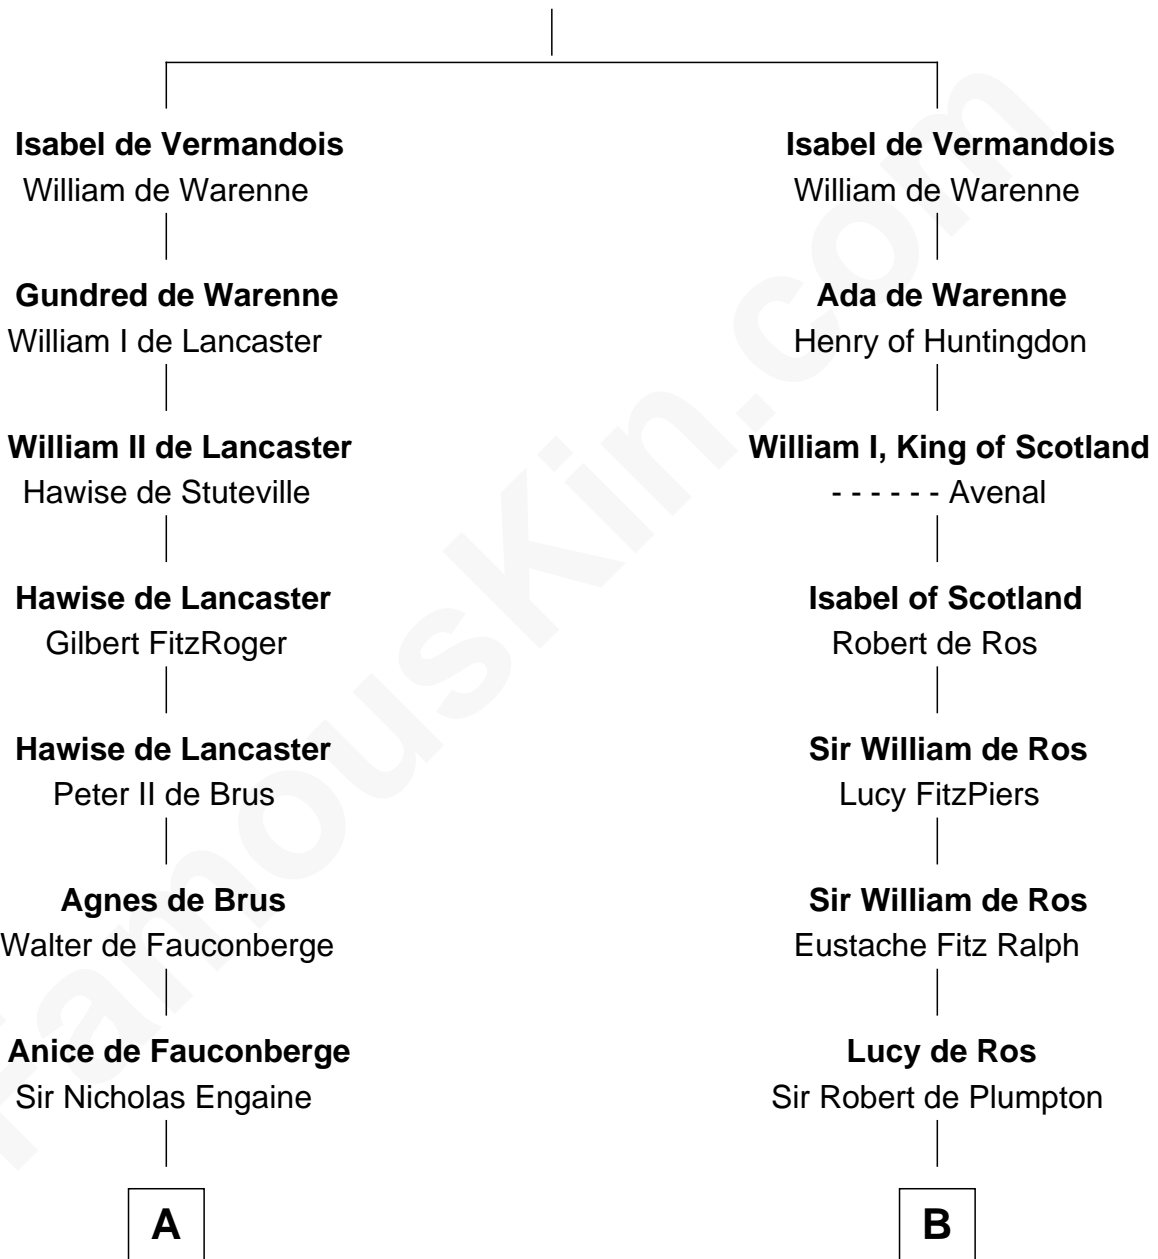 Isabel de Vermandois
William de Warenne
Gundred de Warenne
William I de Lancaster
William II de Lancaster
Hawise de Stuteville
Hawise de Lancaster
Gilbert FitzRoger
Hawise de Lancaster
Peter II de Brus
Agnes de Brus
Walter de Fauconberge
Anice de Fauconberge
Sir Nicholas Engaine
A
Isabel de Vermandois
William de Warenne
Ada de Warenne
Henry of Huntingdon
William I, King of Scotland
- - - - - - Avenal
Isabel of Scotland
Robert de Ros
Sir William de Ros
Lucy FitzPiers
Sir William de Ros
Eustache Fitz Ralph
Lucy de Ros
Sir Robert de Plumpton
B
FamousKin.com